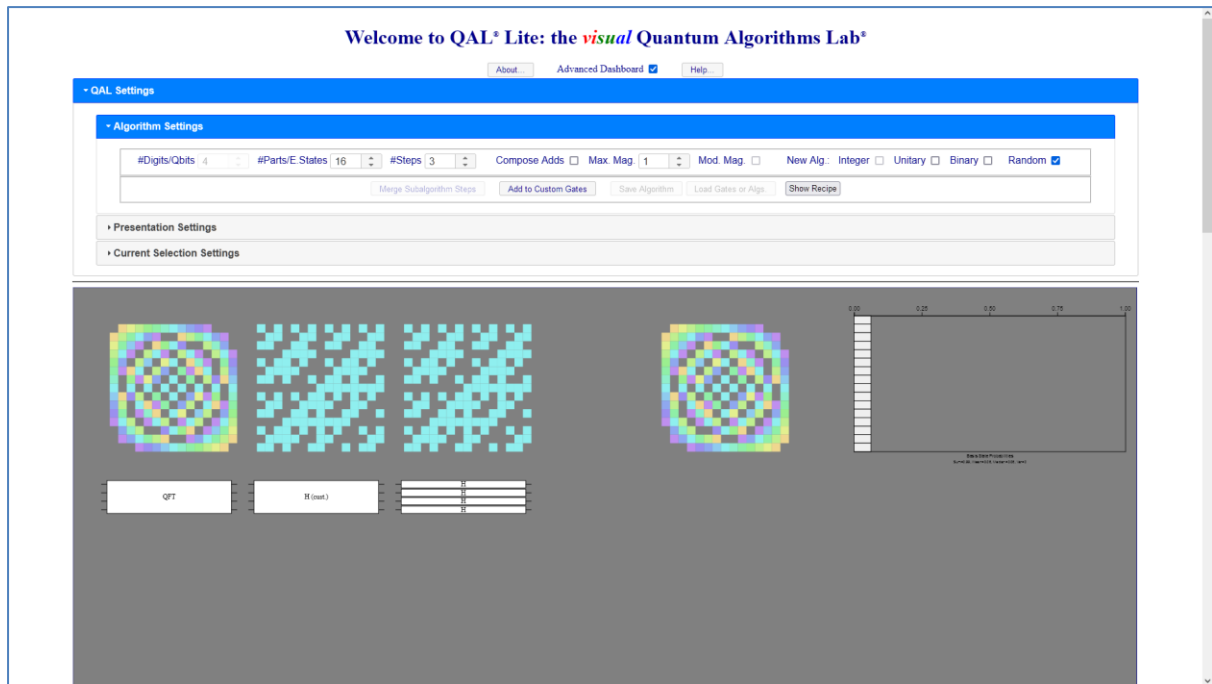 Welcome to QAL® Lite: the visual Quantum Algorithms Lab®
About... Advanced Dashboard Help...
QAL Settings
Algorithm Settings
#Digits/Qbits 4 #Parts/E.States 16 #Steps 3 Compose Adds Max. Mag. 1 Mod. Mag. New Alg.: Integer Unitary Binary Random
Merge Subalgorithm Steps Add to Custom Gates Save Algorithm Load Gates or Algs. Show Recipe
Presentation Settings
Current Selection Settings
0.00 0.25 0.50 0.75 1.00
QFT H (cust.) H
H
H
H